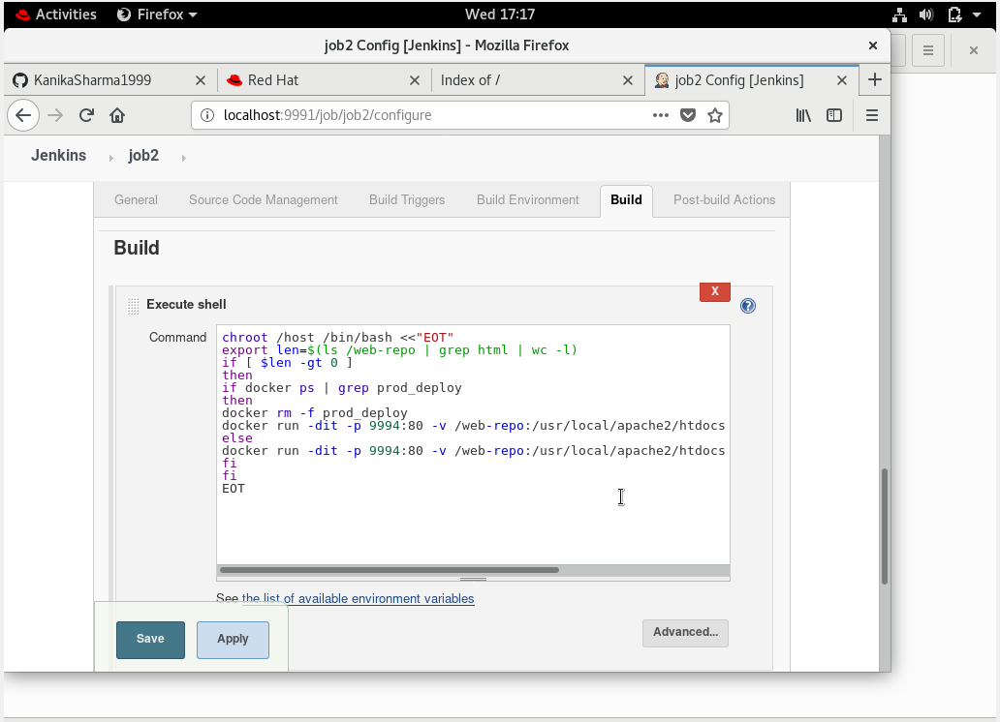 Activities Firefox Wed 17:17
job2 Config [Jenkins] - Mozilla Firefox
KanikaSharma1999 Red Hat Index of / job2 Config [Jenkins]
localhost:9991/job/job2/configure
Jenkins job2
General Source Code Management Build Triggers Build Environment Build Post-build Actions
Build
X
Execute shell ?
Command
chroot /host /bin/bash <<"EOT"
export len=$(ls /web-repo | grep html | wc -l)
if [ $len -gt 0 ]
then
if docker ps | grep prod_deploy
then
docker rm -f prod_deploy
docker run -dit -p 9994:80 -v /web-repo:/usr/local/apache2/htdocs
else
docker run -dit -p 9994:80 -v /web-repo:/usr/local/apache2/htdocs
fi
fi
EOT
See the list of available environment variables
Advanced...
Save Apply